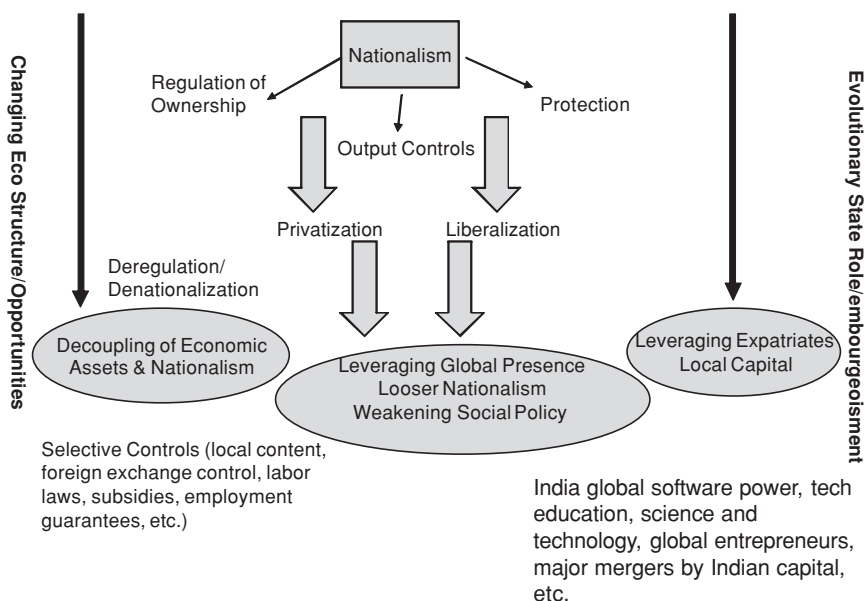 Changing Eco Structure/Opportunities
Nationalism
Regulation of
Ownership
Protection
Output Controls
Privatization
Liberalization
Deregulation/
Denationalization
Decoupling of Economic
Assets & Nationalism
Leveraging Global Presence
Looser Nationalism
Weakening Social Policy
Leveraging Expatriates
Local Capital
Evolutionary State Role/embourgeoisment
Selective Controls (local content,
foreign exchange control, labor
laws, subsidies, employment
guarantees, etc.)
India global software power, tech
education, science and
technology, global entrepreneurs,
major mergers by Indian capital,
etc.